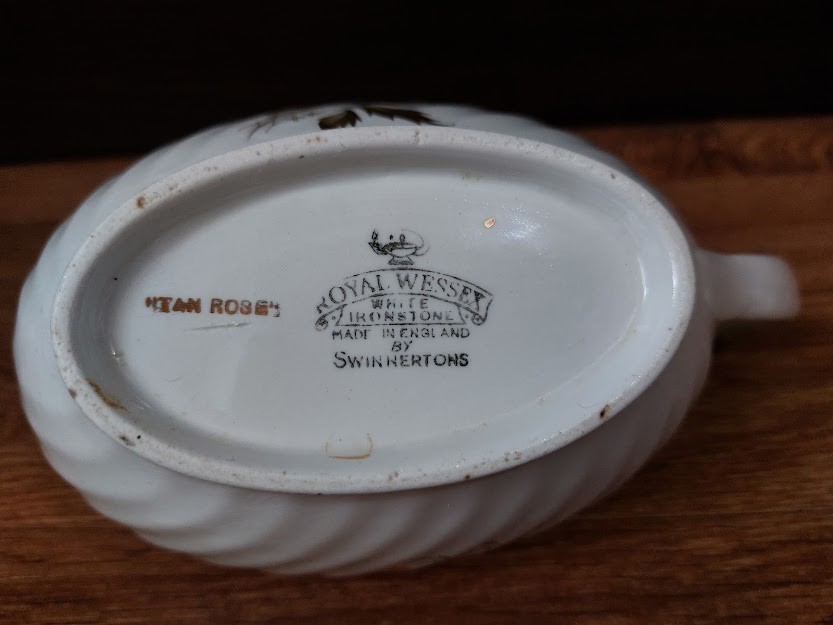 "TAN ROSE"
ROYAL WESSEX
WHITE
IRONSTONE
MADE IN ENGLAND
BY
SWINNERTONS